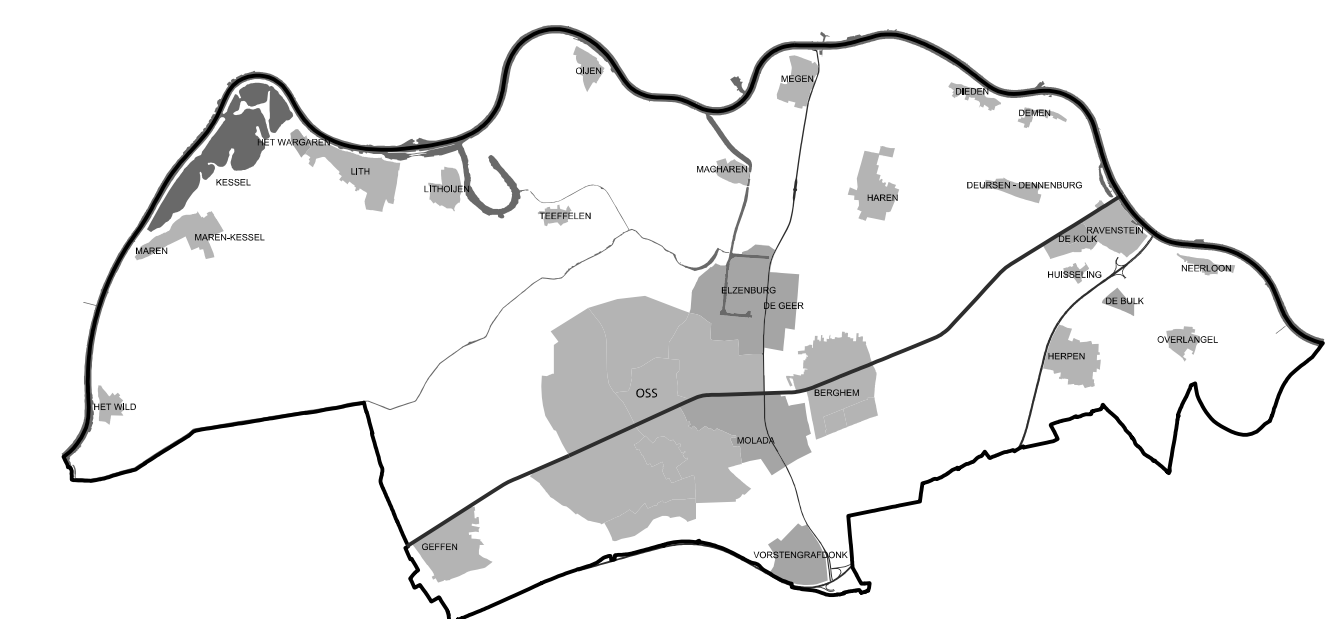 OIJEN
MEGEN
DIEDEN
DEMEN
HET WARGAREN
LITH
MACHAREN
KESSEL
LITHOIJEN
DEURSEN - DENNENBURG
HAREN
TEEFFELEN
RAVENSTEIN
MAREN-KESSEL
DE KOLK
MAREN
NEERLOON
HUISSELING
ELZENBURG
DE BULK
DE GEER
OVERLANGEL
HERPEN
OSS
BERGHEM
HET WILD
MOLADA
GEFFEN
VORSTENGRAFDONK